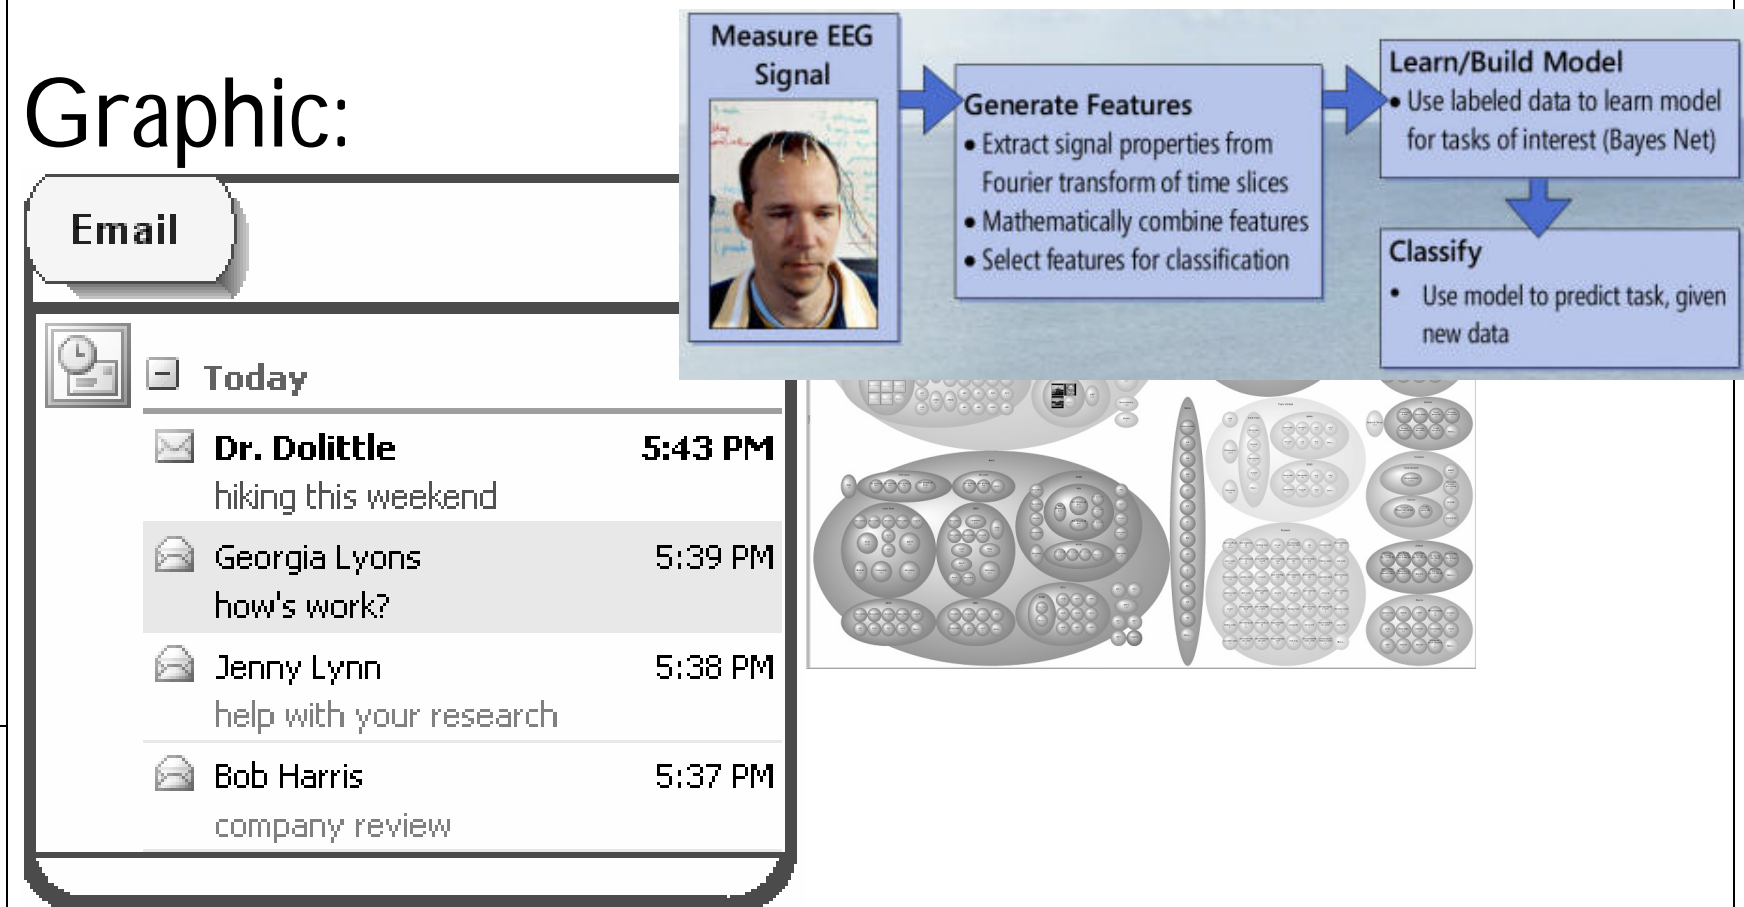 Graphic:
Measure EEG
Signal
Generate Features
• Extract signal properties from
Fourier transform of time slices
• Mathematically combine features
• Select features for classification
Learn/Build Model
• Use labeled data to learn model
for tasks of interest (Bayes Net)
Classify
• Use model to predict task, given
new data
Email
Today
Dr. Dolittle 5:43 PM
hiking this weekend
Georgia Lyons 5:39 PM
how's work?
Jenny Lynn 5:38 PM
help with your research
Bob Harris 5:37 PM
company review